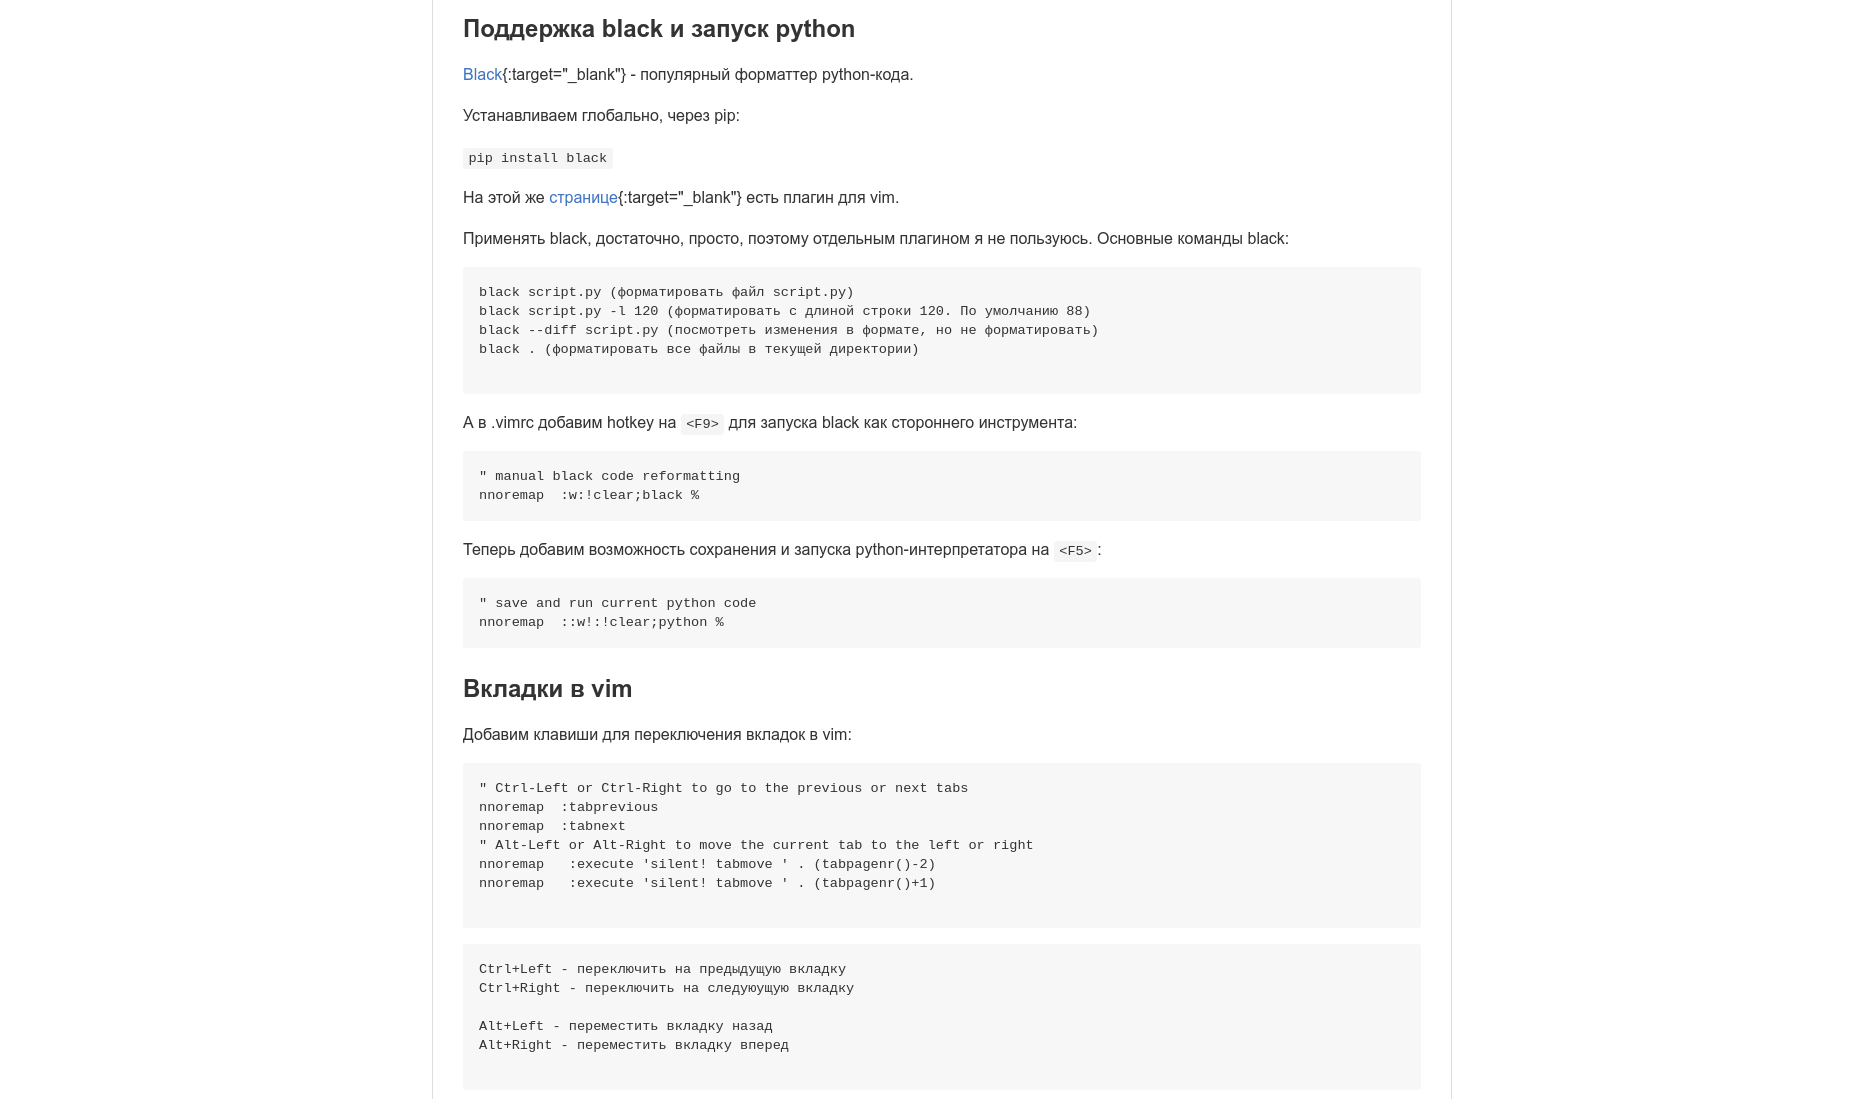 Поддержка black и запуск python
Black{:target="_blank"} - популярный форматтер python-кода.
Устанавливаем глобально, через pip:
pip install black
На этой же странице{:target="_blank"} есть плагин для vim.
Применять black, достаточно, просто, поэтому отдельным плагином я не пользуюсь. Основные команды black:
black script.py (форматировать файл script.py)
black script.py -l 120 (форматировать с длиной строки 120. По умолчанию 88)
black --diff script.py (посмотреть изменения в формате, но не форматировать)
black . (форматировать все файлы в текущей директории)
А в .vimrc добавим hotkey на <F9> для запуска black как стороннего инструмента:
" manual black code reformatting
nnoremap  :w:!clear;black %
Теперь добавим возможность сохранения и запуска python-интерпретатора на <F5>:
" save and run current python code
nnoremap  ::w!:!clear;python %
Вкладки в vim
Добавим клавиши для переключения вкладок в vim:
" Ctrl-Left or Ctrl-Right to go to the previous or next tabs
nnoremap  :tabprevious
nnoremap  :tabnext
" Alt-Left or Alt-Right to move the current tab to the left or right
nnoremap   :execute 'silent! tabmove ' . (tabpagenr()-2)
nnoremap   :execute 'silent! tabmove ' . (tabpagenr()+1)
Ctrl+Left - переключить на предыдущую вкладку
Ctrl+Right - переключить на следуюущую вкладку
Alt+Left - переместить вкладку назад
Alt+Right - переместить вкладку вперед